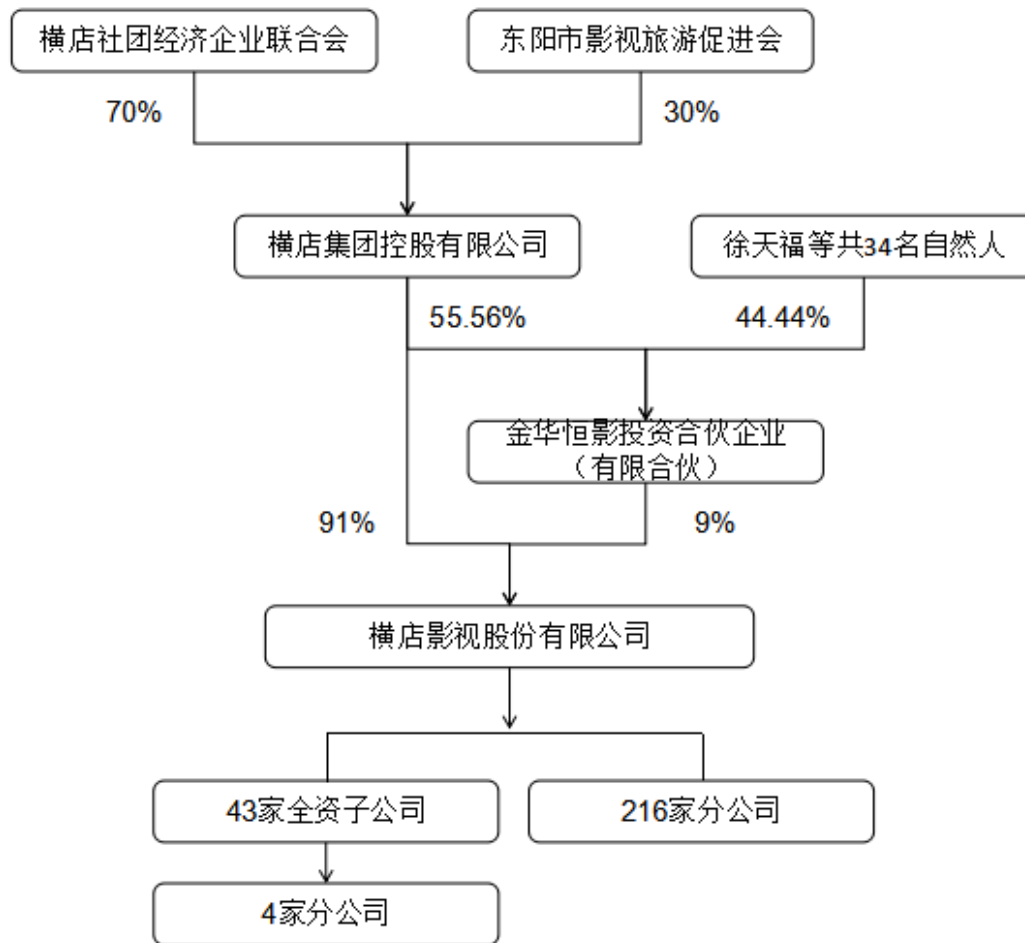 横店社团经济企业联合会
东阳市影视旅游促进会
70%
30%
横店集团控股有限公司
徐天福等共34名自然人
55.56%
44.44%
金华恒影投资合伙企业
（有限合伙）
91%
9%
横店影视股份有限公司
43家全资子公司
216家分公司
4家分公司